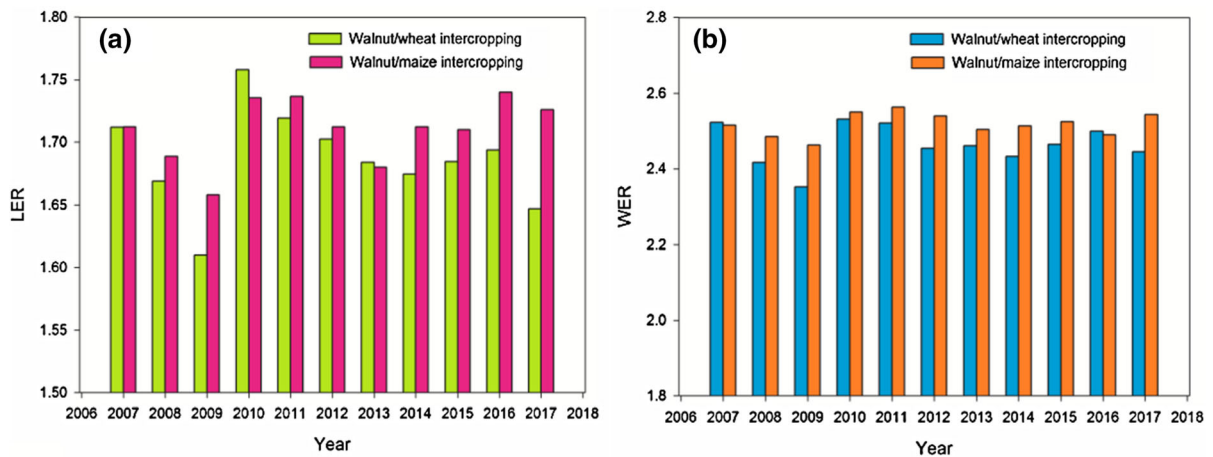 (a)
Walnut/wheat intercropping
Walnut/maize intercropping
LER
1.80
1.75
1.70
1.65
1.60
1.55
1.50
2006 2007 2008 2009 2010 2011 2012 2013 2014 2015 2016 2017 2018
Year
(b)
Walnut/wheat intercropping
Walnut/maize intercropping
WER
2.8
2.6
2.4
2.2
2.0
1.8
2006 2007 2008 2009 2010 2011 2012 2013 2014 2015 2016 2017 2018
Year